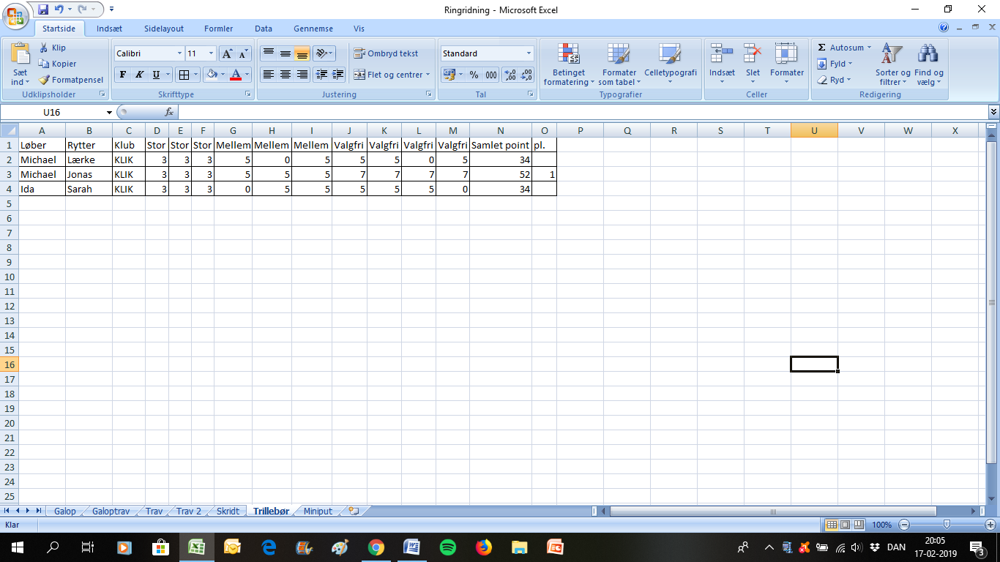 Ringridning - Microsoft Excel
Startside Indsæt Sidelayout Formler Data Gennemse Vis
Sæt ind
Klip
Kopier
Formatpensel
Udklipsholder
Calibri 11
F K U
Skrifttype
Ombryd tekst
Flet og centrer
Justering
Standard
% 000
Tal
Betinget formatering
Formater som tabel
Celletypografi
Typografier
Indsæt Slet Formater
Celler
Σ Autosum
Fyld
Ryd
Sorter og filtrer
Find og vælg
Redigering
U16 fx
A B C D E F G H I J K L M N O P Q R S T U V W X
1 Løber Rytter Klub Stor Stor Stor Mellem Mellem Mellem Valgfri Valgfri Valgfri Valgfri Samlet point pl.
2 Michael Lærke KLIK 3 3 3 5 0 5 5 5 0 5 34
3 Michael Jonas KLIK 3 3 3 5 5 5 7 7 7 7 52 1
4 Ida Sarah KLIK 3 3 3 0 5 5 5 5 5 0 34
5
6
7
8
9
10
11
12
13
14
15
16
17
18
19
20
21
22
23
24
25
Galop Galoptrav Trav Trav 2 Skridt Trillebør Miniput
Klar 100%
DAN 20:05
17-02-2019 3